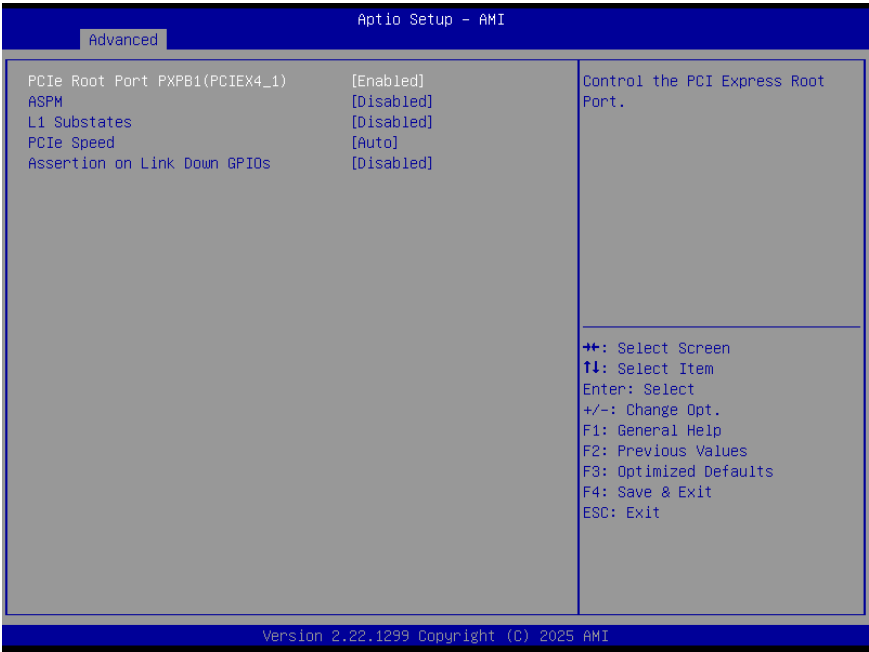 Aptio Setup – AMI
Advanced
PCIe Root Port PXPB1(PCIEX4_1) [Enabled]
ASPM [Disabled]
L1 Substates [Disabled]
PCIe Speed [Auto]
Assertion on Link Down GPIOs [Disabled]
Control the PCI Express Root
Port.
→←: Select Screen
↑↓: Select Item
Enter: Select
+/-: Change Opt.
F1: General Help
F2: Previous Values
F3: Optimized Defaults
F4: Save & Exit
ESC: Exit
Version 2.22.1299 Copyright (C) 2025 AMI